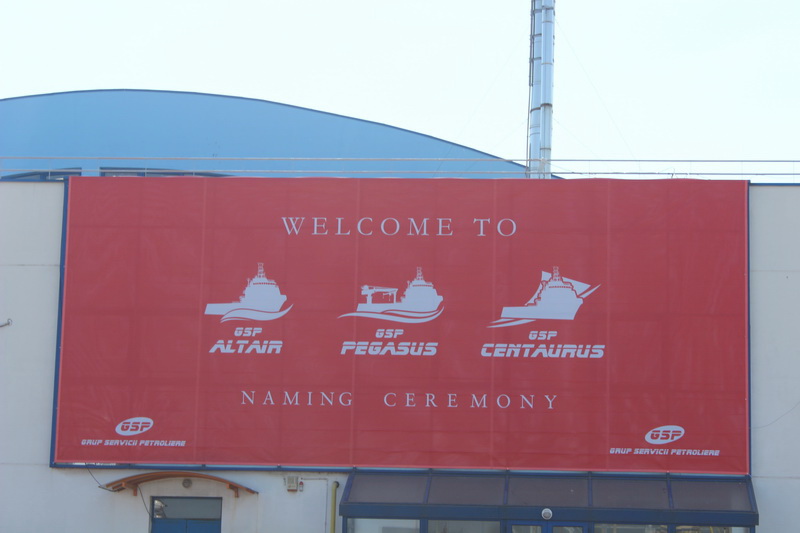 WELCOME TO
GSP
ALTAIR
GSP
PEGASUS
GSP
CENTAURUS
NAMING CEREMONY
GSP
GRUP SERVICII PETROLIERE
GSP
GRUP SERVICII PETROLIERE